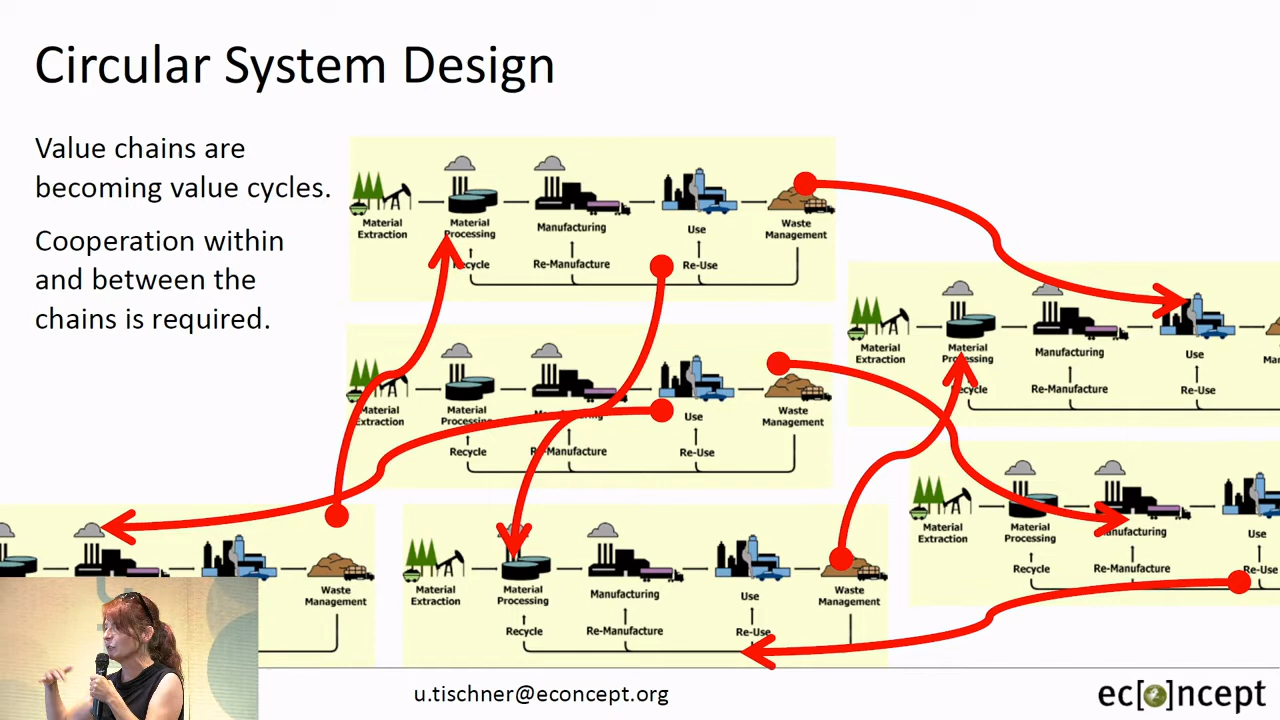 Circular System Design
Value chains are
becoming value cycles.
Cooperation within
and between the
chains is required.
Material
Extraction
Material
Processing
Manufacturing
Use
Waste
Management
Recycle
Re-Manufacture
Re-Use
Material
Extraction
Material
Processing
Manufacturing
Use
Recycle
Re-Manufacture
Re-Use
Material
Extraction
Material
Processing
Manufacturing
Use
Waste
Management
Recycle
Re-Manufacture
Re-Use
Material
Extraction
Material
Processing
Manufacturing
Use
Recycle
Re-Manufacture
Re-Use
Waste
Management
Material
Extraction
Material
Processing
Manufacturing
Use
Waste
Management
Recycle
Re-Manufacture
Re-Use
u.tischner@econcept.org
ec[2]ncept